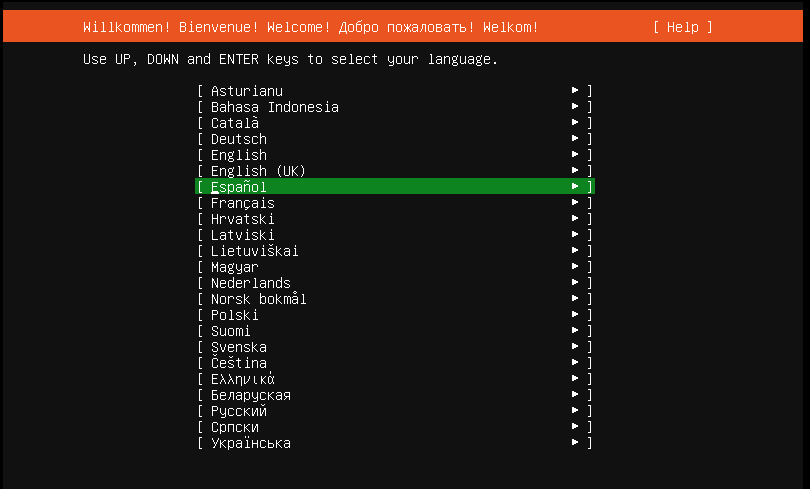 Willkommen! Bienvenue! Welcome! Добро пожаловать! Welkom! [ Help ]
Use UP, DOWN and ENTER keys to select your language.
[ Asturianu ► ]
[ Bahasa Indonesia ► ]
[ Català ► ]
[ Deutsch ► ]
[ English ► ]
[ English (UK) ► ]
[ Español ► ]
[ Français ► ]
[ Hrvatski ► ]
[ Latviski ► ]
[ Lietuviškai ► ]
[ Magyar ► ]
[ Nederlands ► ]
[ Norsk bokmål ► ]
[ Polski ► ]
[ Suomi ► ]
[ Svenska ► ]
[ Čeština ► ]
[ Ελληνικά ► ]
[ Беларуская ► ]
[ Русский ► ]
[ Српски ► ]
[ Українська ► ]